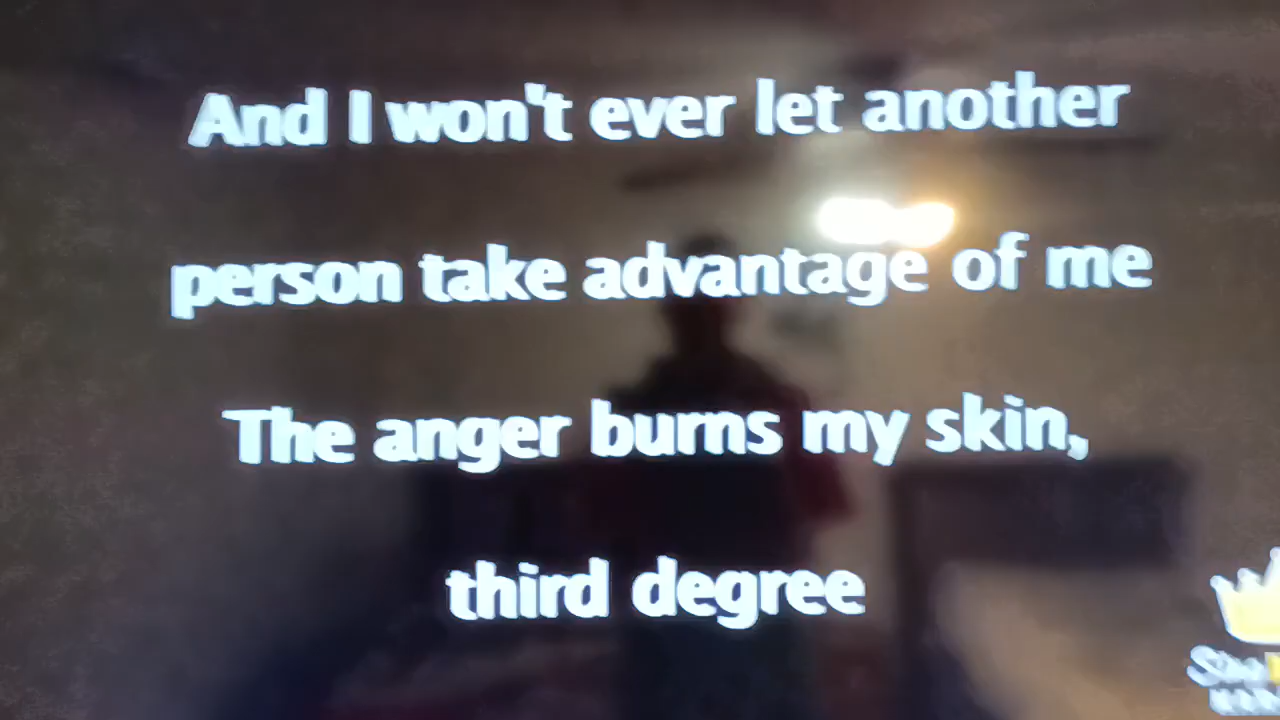 And I won't ever let another
person take advantage of me
The anger burns my skin,
third degree